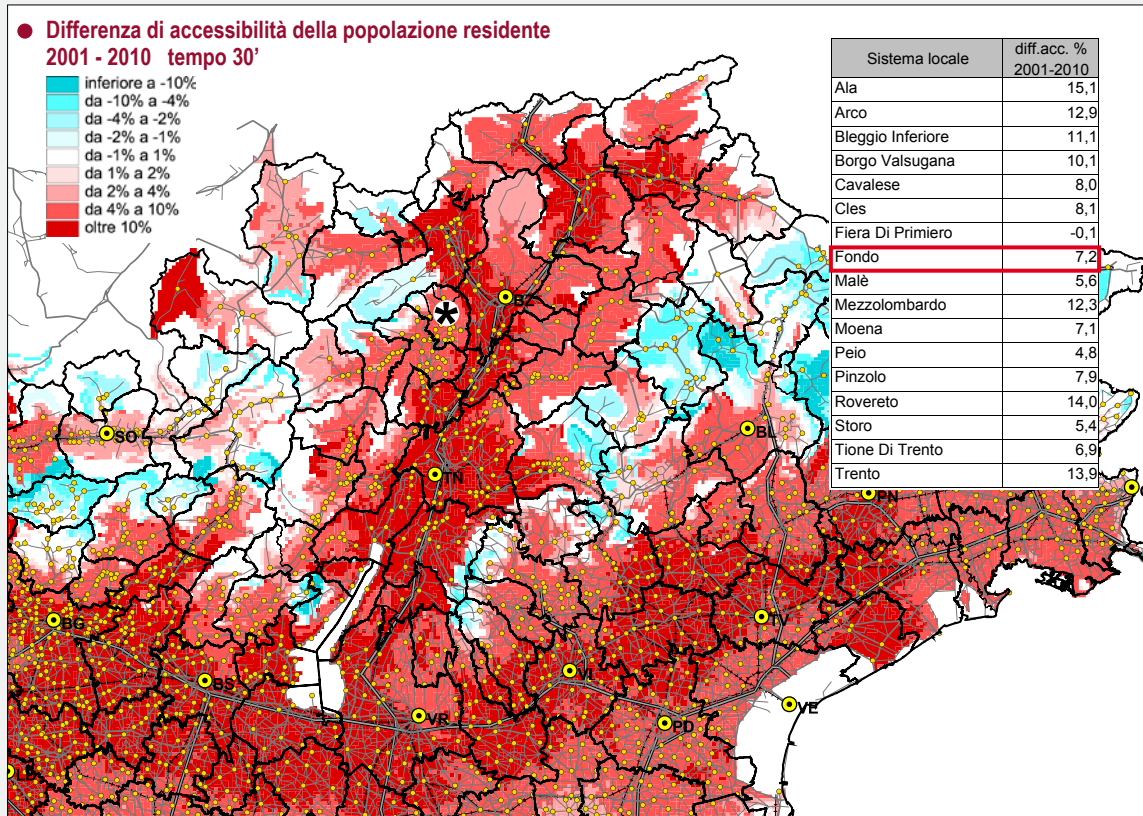 ● Differenza di accessibilità della popolazione residente
2001 - 2010 tempo 30'
inferiore a -10%
da -10% a -4%
da -4% a -2%
da -2% a -1%
da -1% a 1%
da 1% a 2%
da 2% a 4%
da 4% a 10%
oltre 10%
Sistema locale diff.acc. % 2001-2010
Ala 15,1
Arco 12,9
Bleggio Inferiore 11,1
Borgo Valsugana 10,1
Cavalese 8,0
Cles 8,1
Fiera Di Primiero -0,1
Fondo 7,2
Malè 5,6
Mezzolombardo 12,3
Moena 7,1
Peio 4,8
Pinzolo 7,9
Rovereto 14,0
Storo 5,4
Tione Di Trento 6,9
Trento 13,9
BZ
*
SO
BL
TN
PN
BG
BS
VI
VR
PD
VE